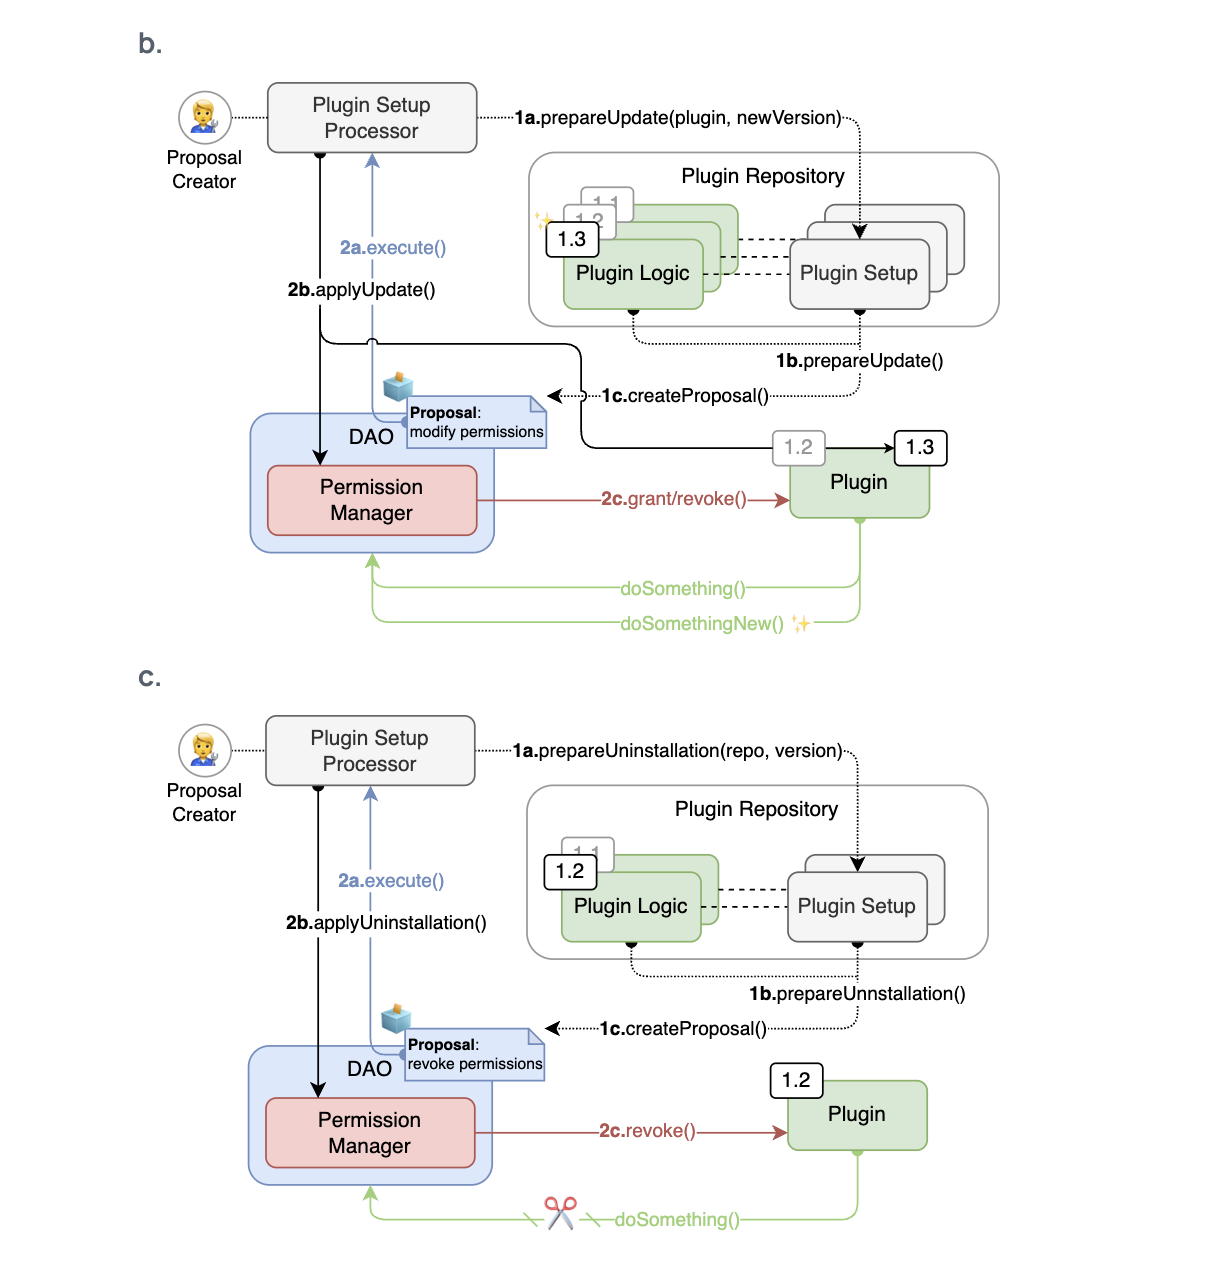 b.
Plugin Setup
Processor
1a.prepareUpdate(plugin, newVersion)
Proposal
Creator
Plugin Repository
1.1
1.2
1.3
Plugin Logic
Plugin Setup
2a.execute()
2b.applyUpdate()
1b.prepareUpdate()
1c.createProposal()
Proposal:
modify permissions
DAO
1.2
1.3
Plugin
Permission
Manager
2c.grant/revoke()
doSomething()
doSomethingNew()
c.
Plugin Setup
Processor
1a.prepareUninstallation(repo, version)
Proposal
Creator
Plugin Repository
1.1
1.2
Plugin Logic
Plugin Setup
2a.execute()
2b.applyUninstallation()
1b.prepareUnnstallation()
1c.createProposal()
Proposal:
revoke permissions
DAO
1.2
Plugin
Permission
Manager
2c.revoke()
doSomething()